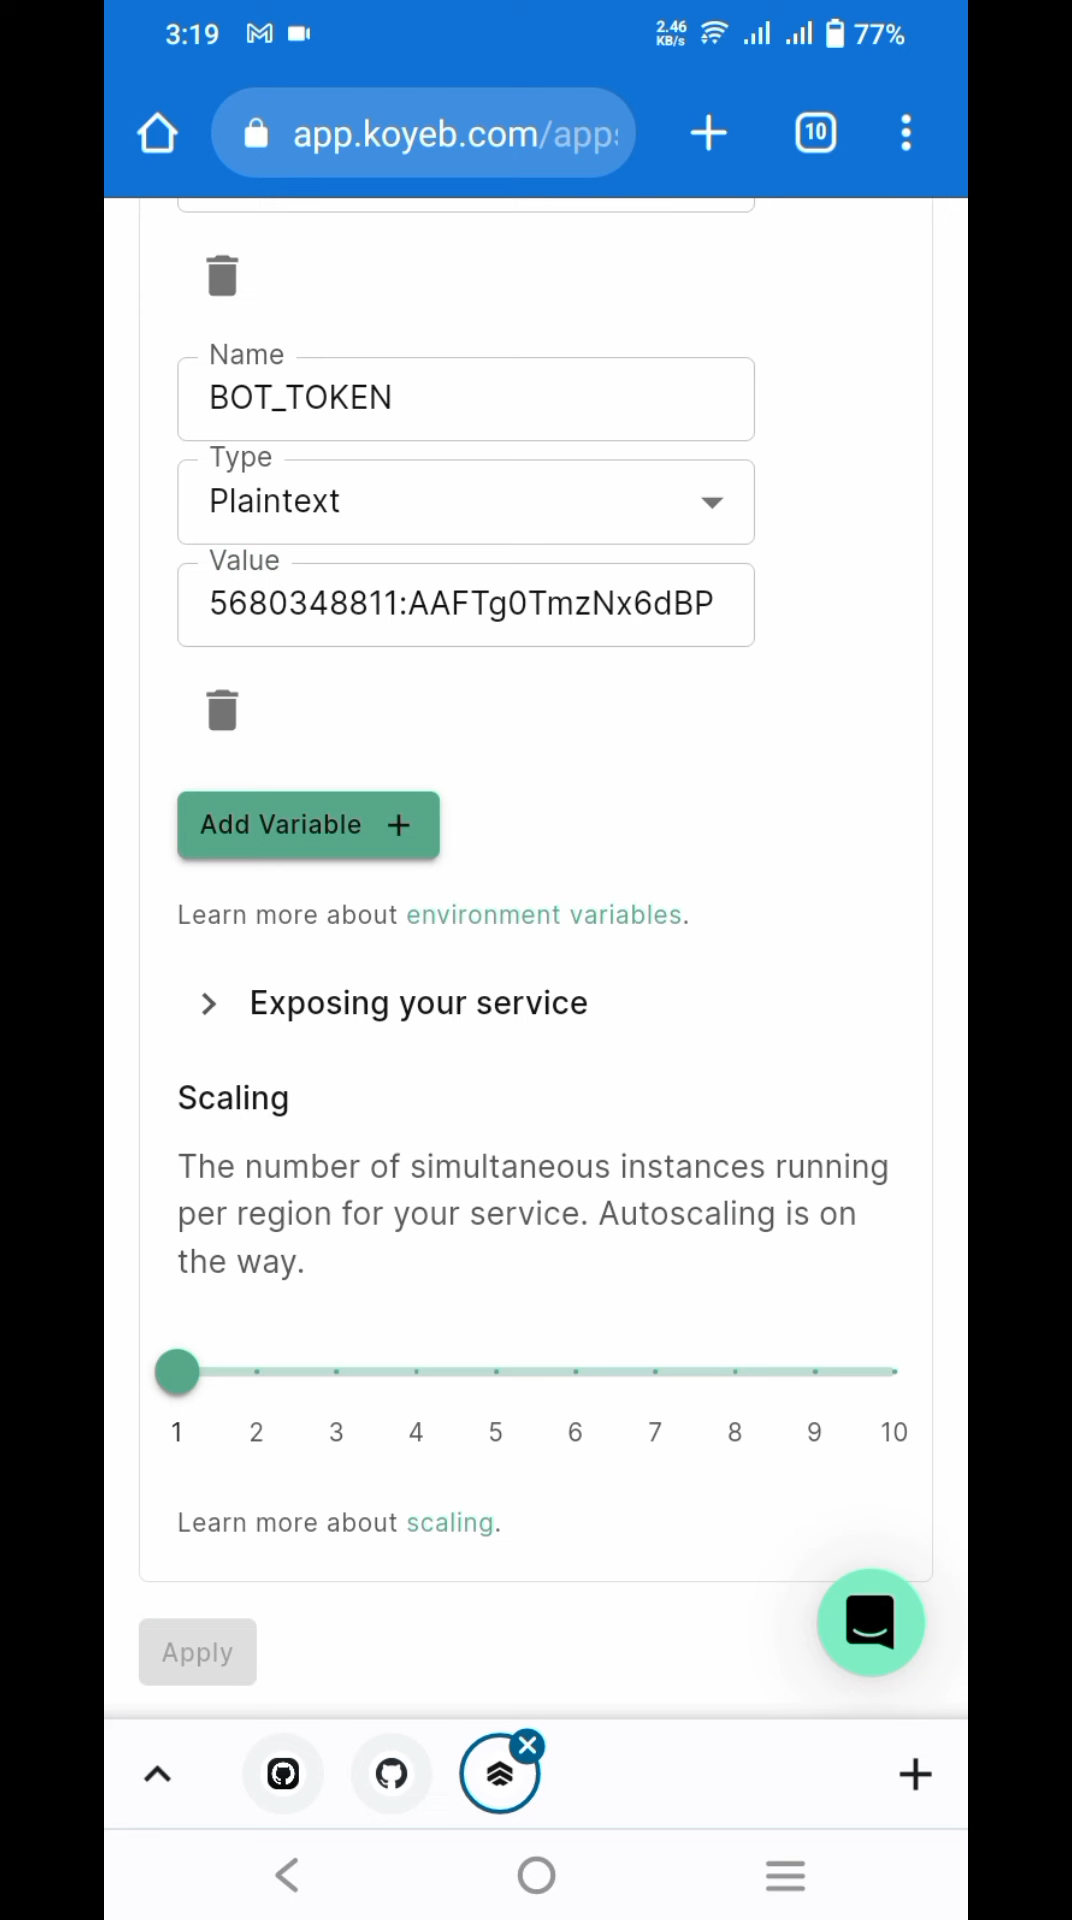 3:19
2.46
KB/s
77%
app.koyeb.com/apps
10
Name
BOT_TOKEN
Type
Plaintext
Value
5680348811:AAFTg0TmzNx6dBP
Add Variable +
Learn more about environment variables.
Exposing your service
Scaling
The number of simultaneous instances running
per region for your service. Autoscaling is on
the way.
1 2 3 4 5 6 7 8 9 10
Learn more about scaling.
Apply